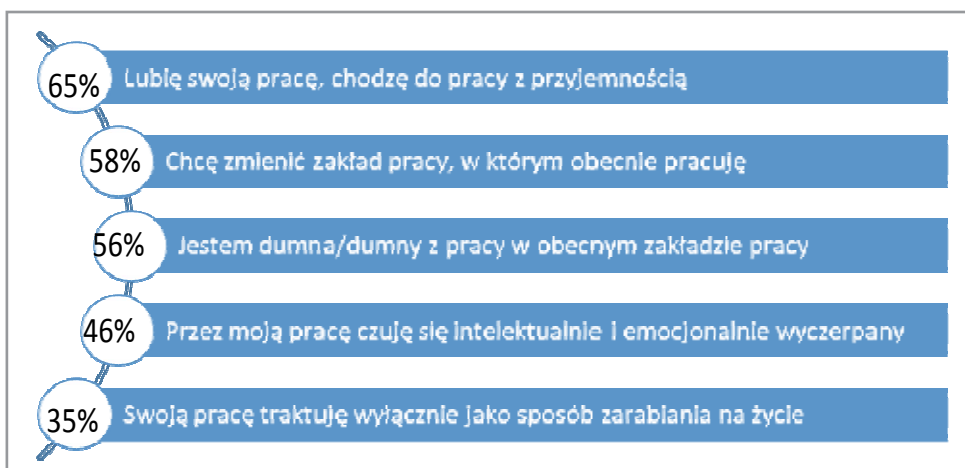 65% Lubię swoją pracę, chodzę do pracy z przyjemnością
58% Chcę zmienić zakład pracy, w którym obecnie pracuję
56% Jestem dumna/dumny z pracy w obecnym zakładzie pracy
46% Przez moją pracę czuję się intelektualnie i emocjonalnie wyczerpany
35% Swoją pracę traktuję wyłącznie jako sposób zarabiania na życie